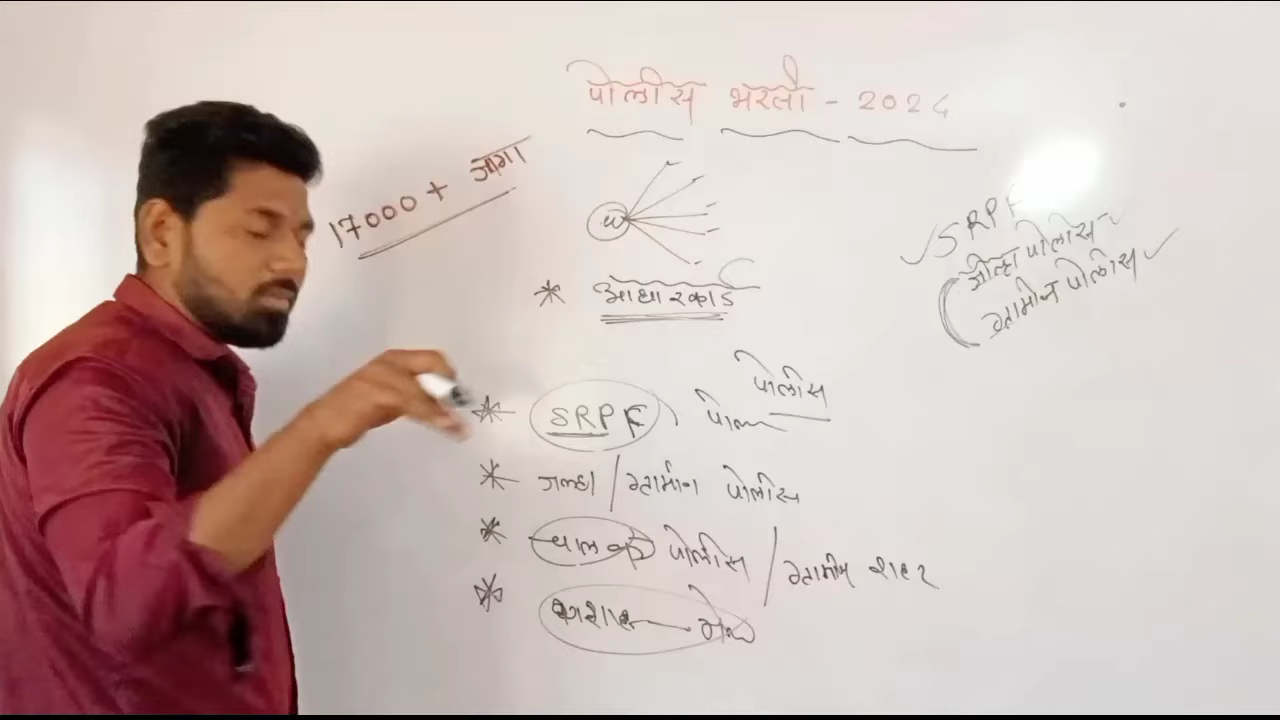 पोलीस भरती - 2024
17000 + जागा
* आधारकार्ड
SRPF
जिल्हा पोलीस
ग्रामीण पोलीस
पोलीस
* SRPF, पोल
* जिल्हा / ग्रामीण पोलीस
* चालक पोलीस / ग्रामीण शहर
*